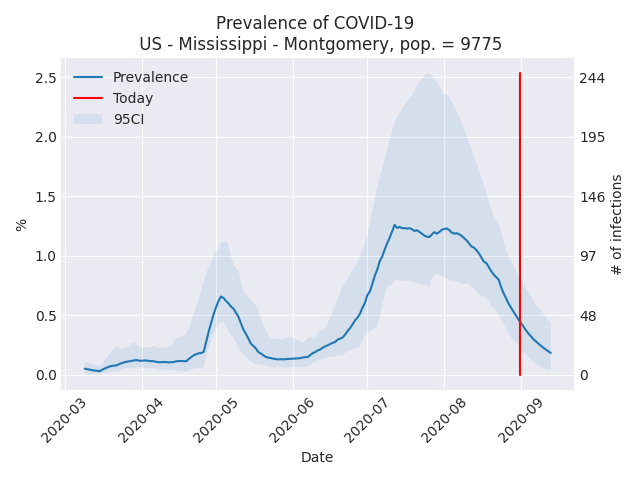 Prevalence of COVID-19
US - Mississippi - Montgomery, pop. = 9775
Prevalence
Today
95CI
2.5
2.0
1.5
1.0
0.5
0.0
%
244
195
146
97
48
0
# of infections
2020-03
2020-04
2020-05
2020-06
2020-07
2020-08
2020-09
Date